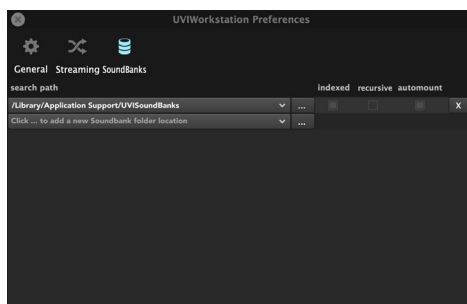 UVIWorkstation Preferences
General Streaming SoundBanks
search path indexed recursive automount
/Library/Application Support/UVISoundBanks ... X
Click ... to add a new Soundbank folder location ...